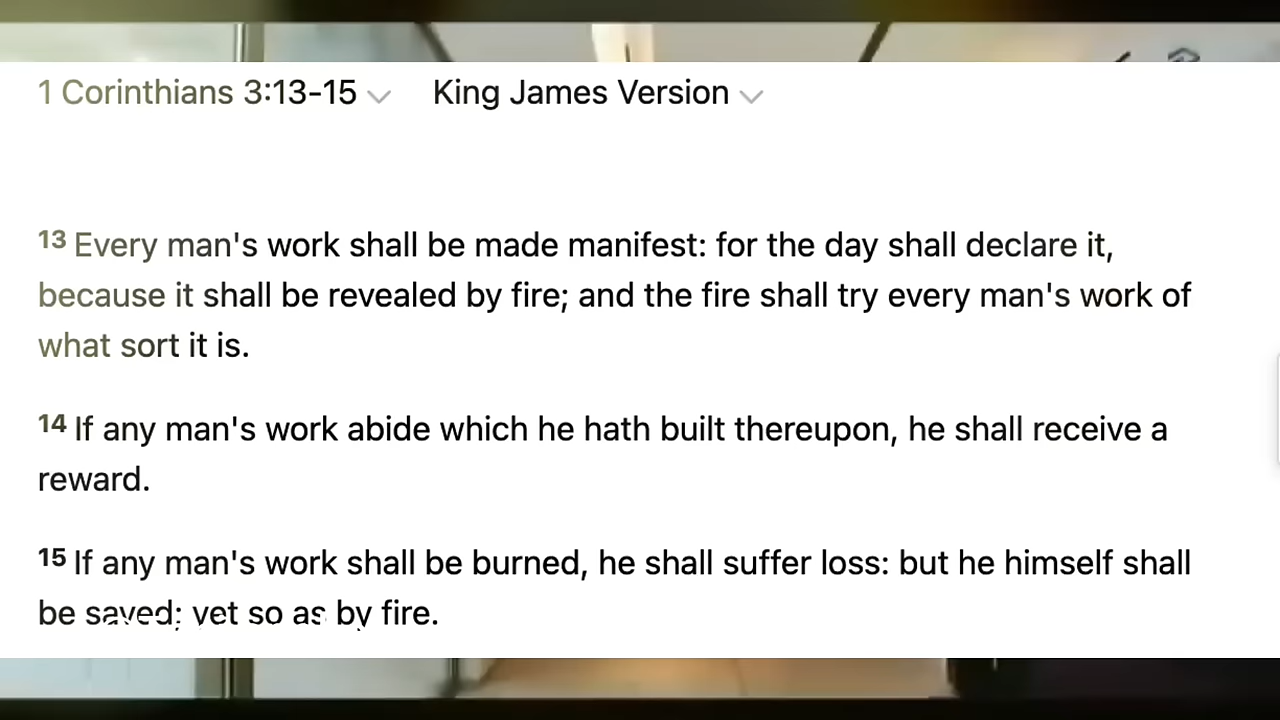 1 Corinthians 3:13-15 King James Version
13 Every man's work shall be made manifest: for the day shall declare it,
because it shall be revealed by fire; and the fire shall try every man's work of
what sort it is.
14 If any man's work abide which he hath built thereupon, he shall receive a
reward.
15 If any man's work shall be burned, he shall suffer loss: but he himself shall
be saved; yet so as by fire.